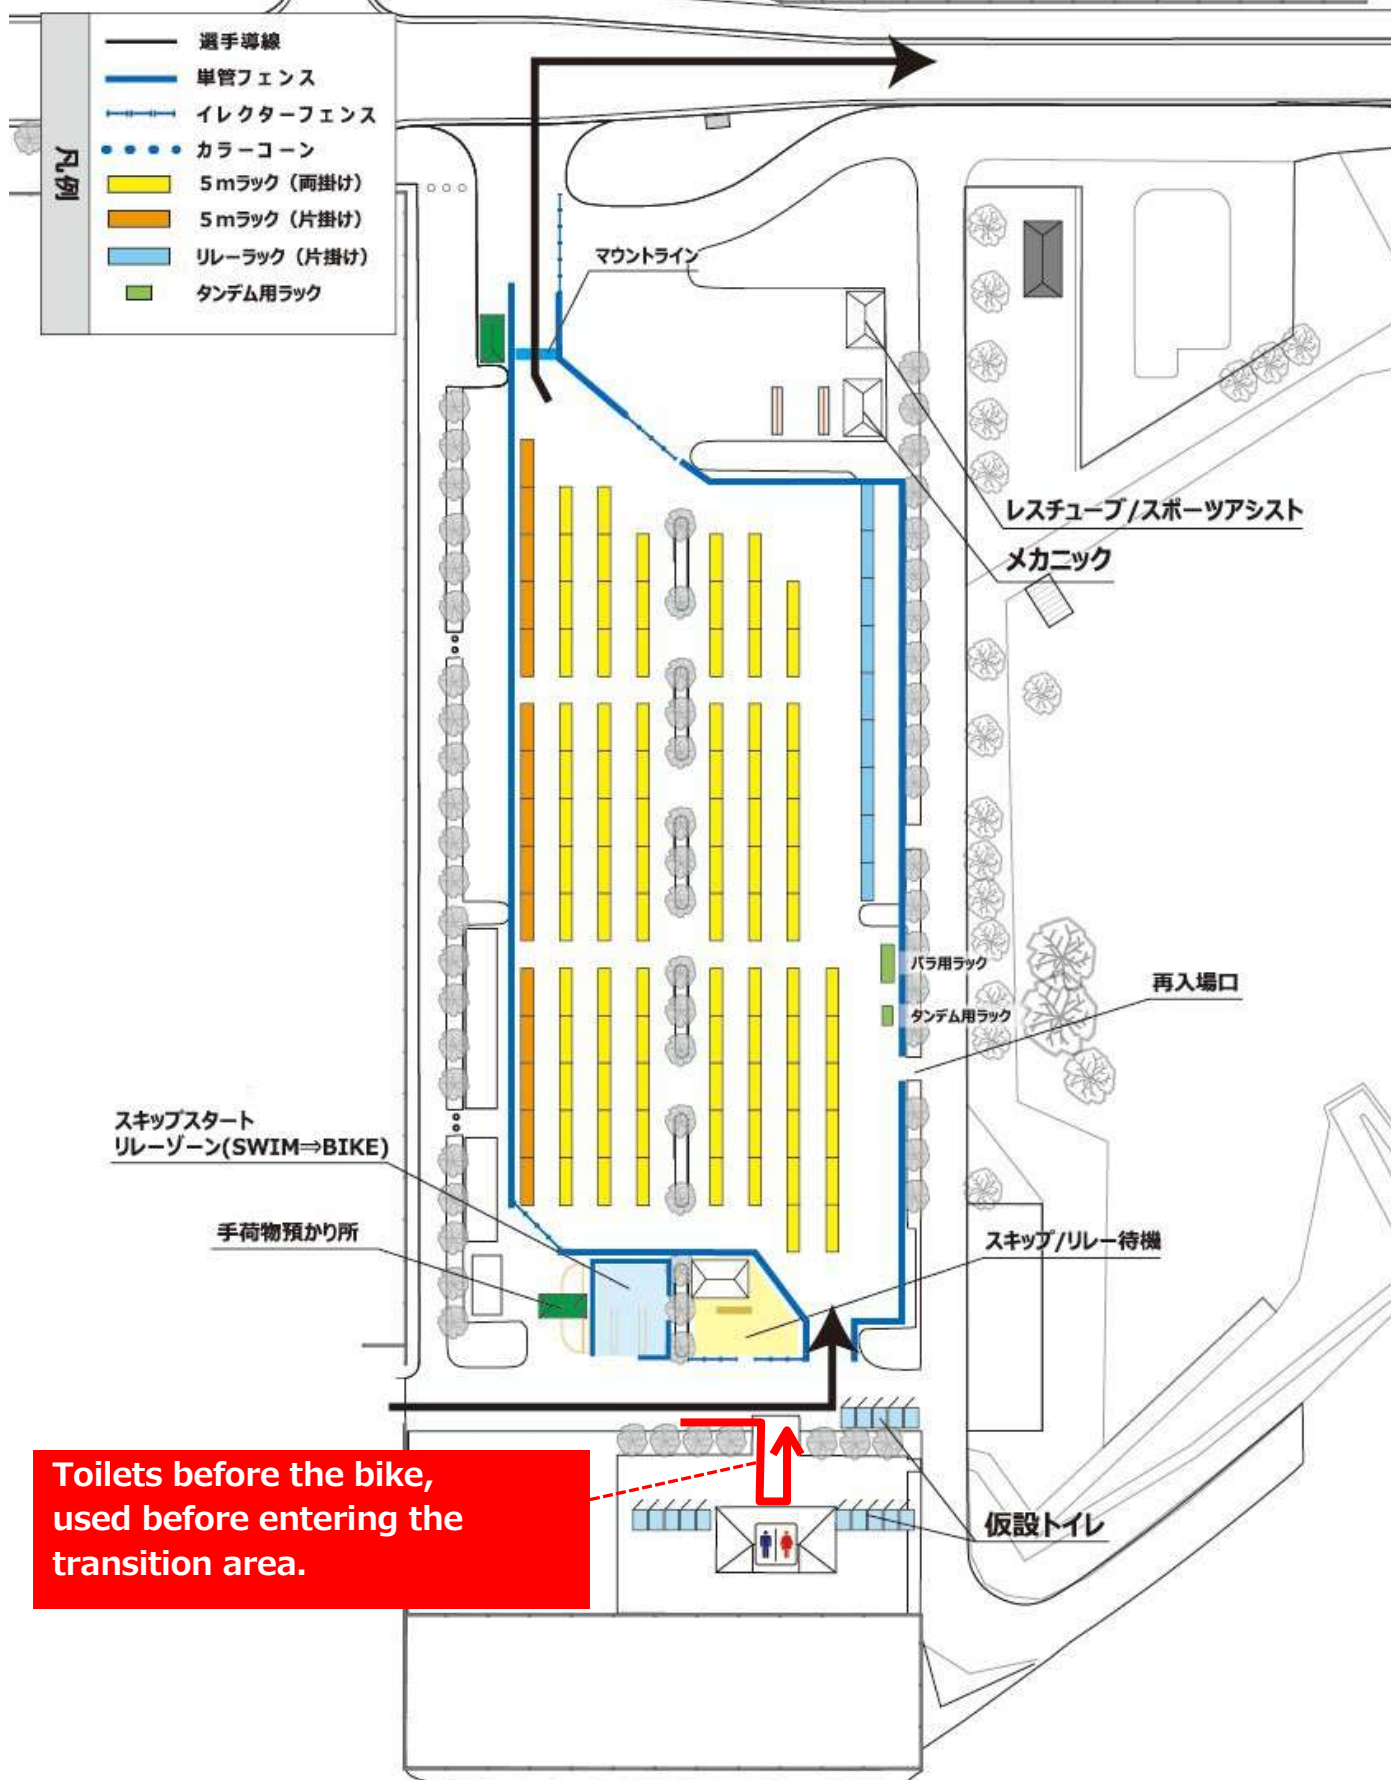 凡例
選手導線
単管フェンス
イレクターフェンス
カラーコーン
5mラック（両掛け）
5mラック（片掛け）
リレーラック（片掛け）
タンデム用ラック
マウントライン
レスチューブ/スポーツアシスト
メカニック
パラ用ラック
タンデム用ラック
再入場口
スキップスタート
リレーゾーン(SWIM⇒BIKE)
手荷物預かり所
スキップ/リレー待機
Toilets before the bike,
used before entering the
transition area.
仮設トイレ